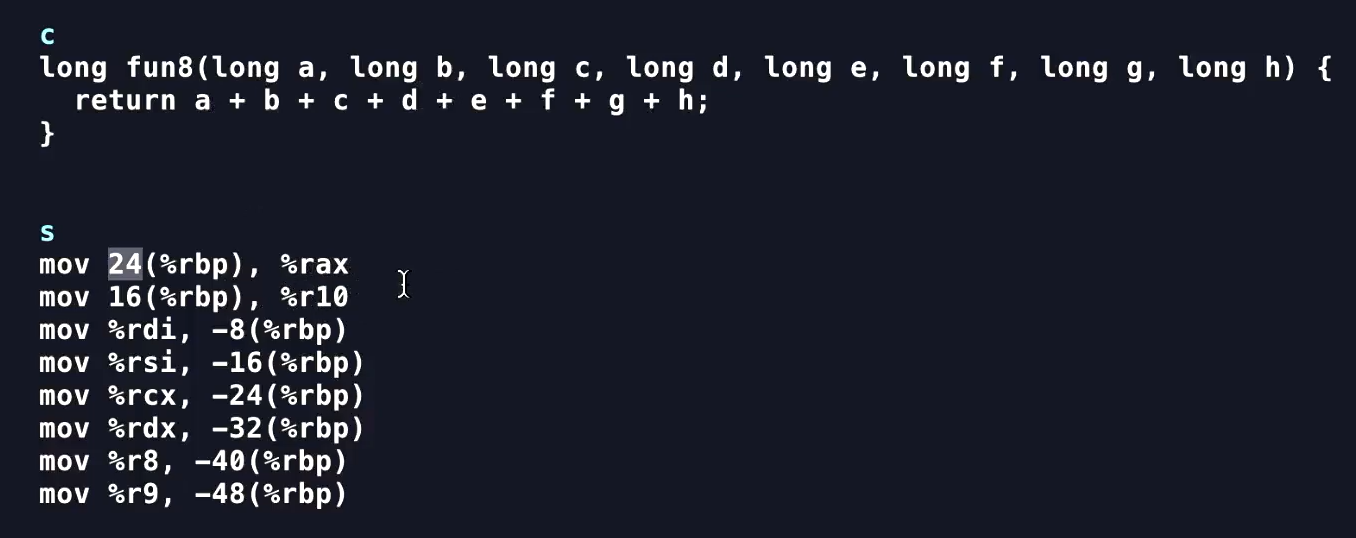 c
long fun8(long a, long b, long c, long d, long e, long f, long g, long h) {
  return a + b + c + d + e + f + g + h;
}
s
mov 24(%rbp), %rax
mov 16(%rbp), %r10
mov %rdi, -8(%rbp)
mov %rsi, -16(%rbp)
mov %rcx, -24(%rbp)
mov %rdx, -32(%rbp)
mov %r8, -40(%rbp)
mov %r9, -48(%rbp)